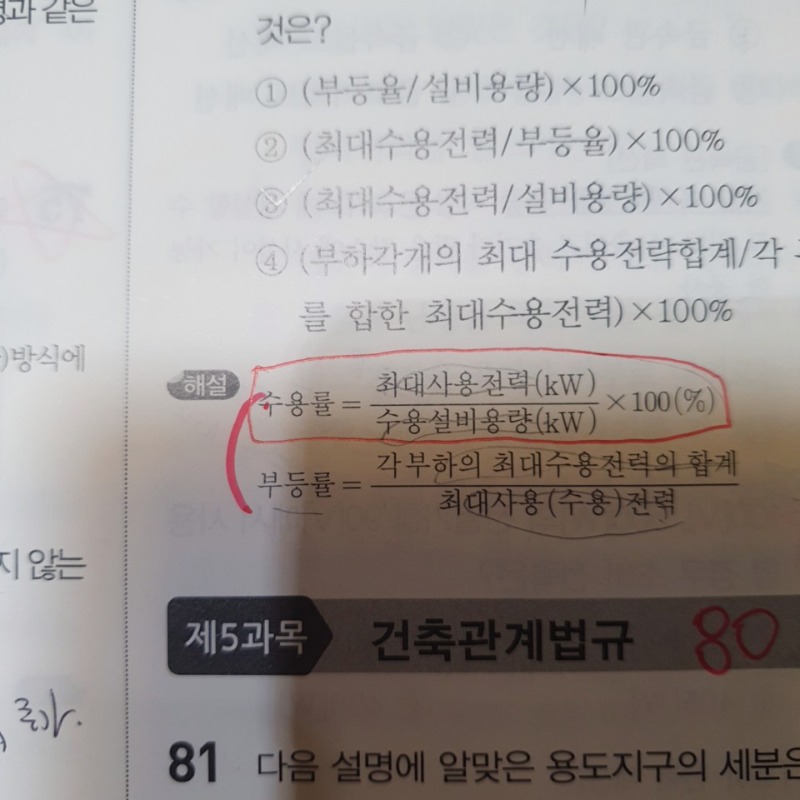 것은?
① (부등율/설비용량)×100%
② (최대수용전력/부등율)×100%
③ (최대수용전력/설비용량)×100%
④ (부하각개의 최대 수용전략합계/각
를 합한 최대수용전력)×100%
해설
수용률 = 최대사용전력(kW) / 수용설비용량(kW) ×100(%)
부등률 = 각 부하의 최대수용전력의 합계 / 최대사용(수용)전력
제5과목 건축관계법규 80
81 다음 설명에 알맞은 용도지구의 세분은
같은
)방식에
지 않는